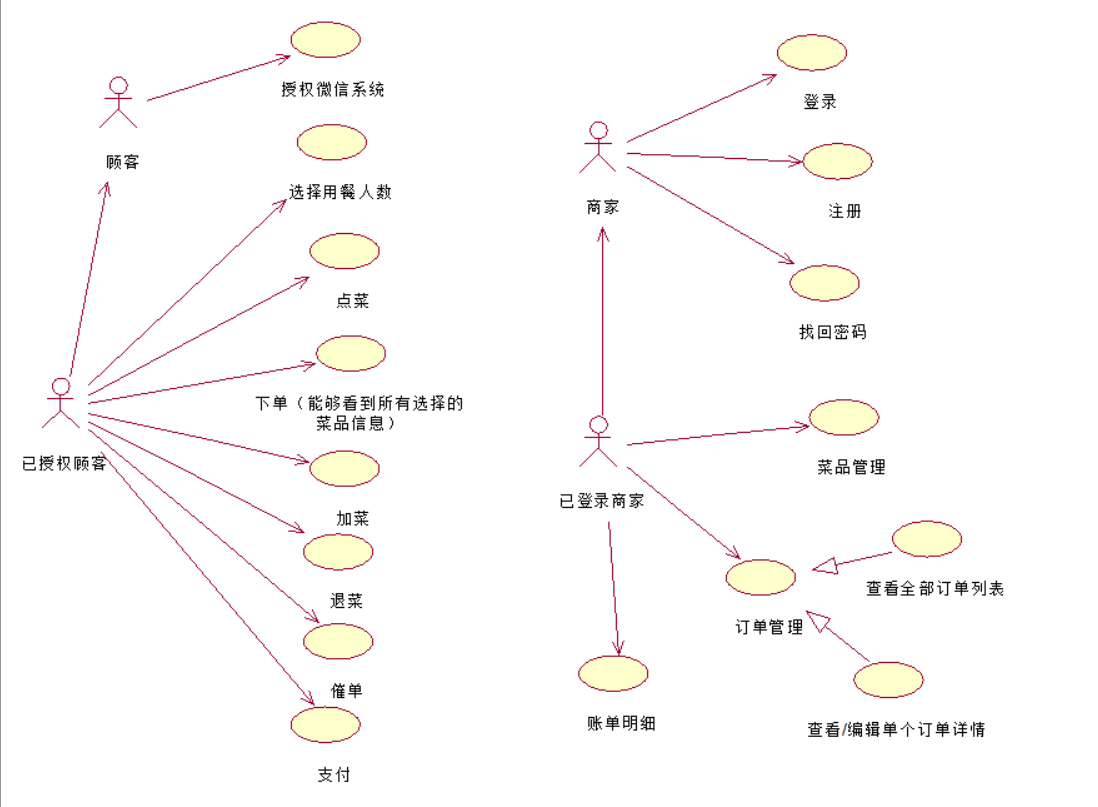 授权微信系统
顾客
选择用餐人数
点菜
下单（能够看到所有选择的
菜品信息）
已授权顾客
加菜
退菜
催单
支付
登录
商家
注册
找回密码
菜品管理
已登录商家
查看全部订单列表
订单管理
账单明细
查看/编辑单个订单详情